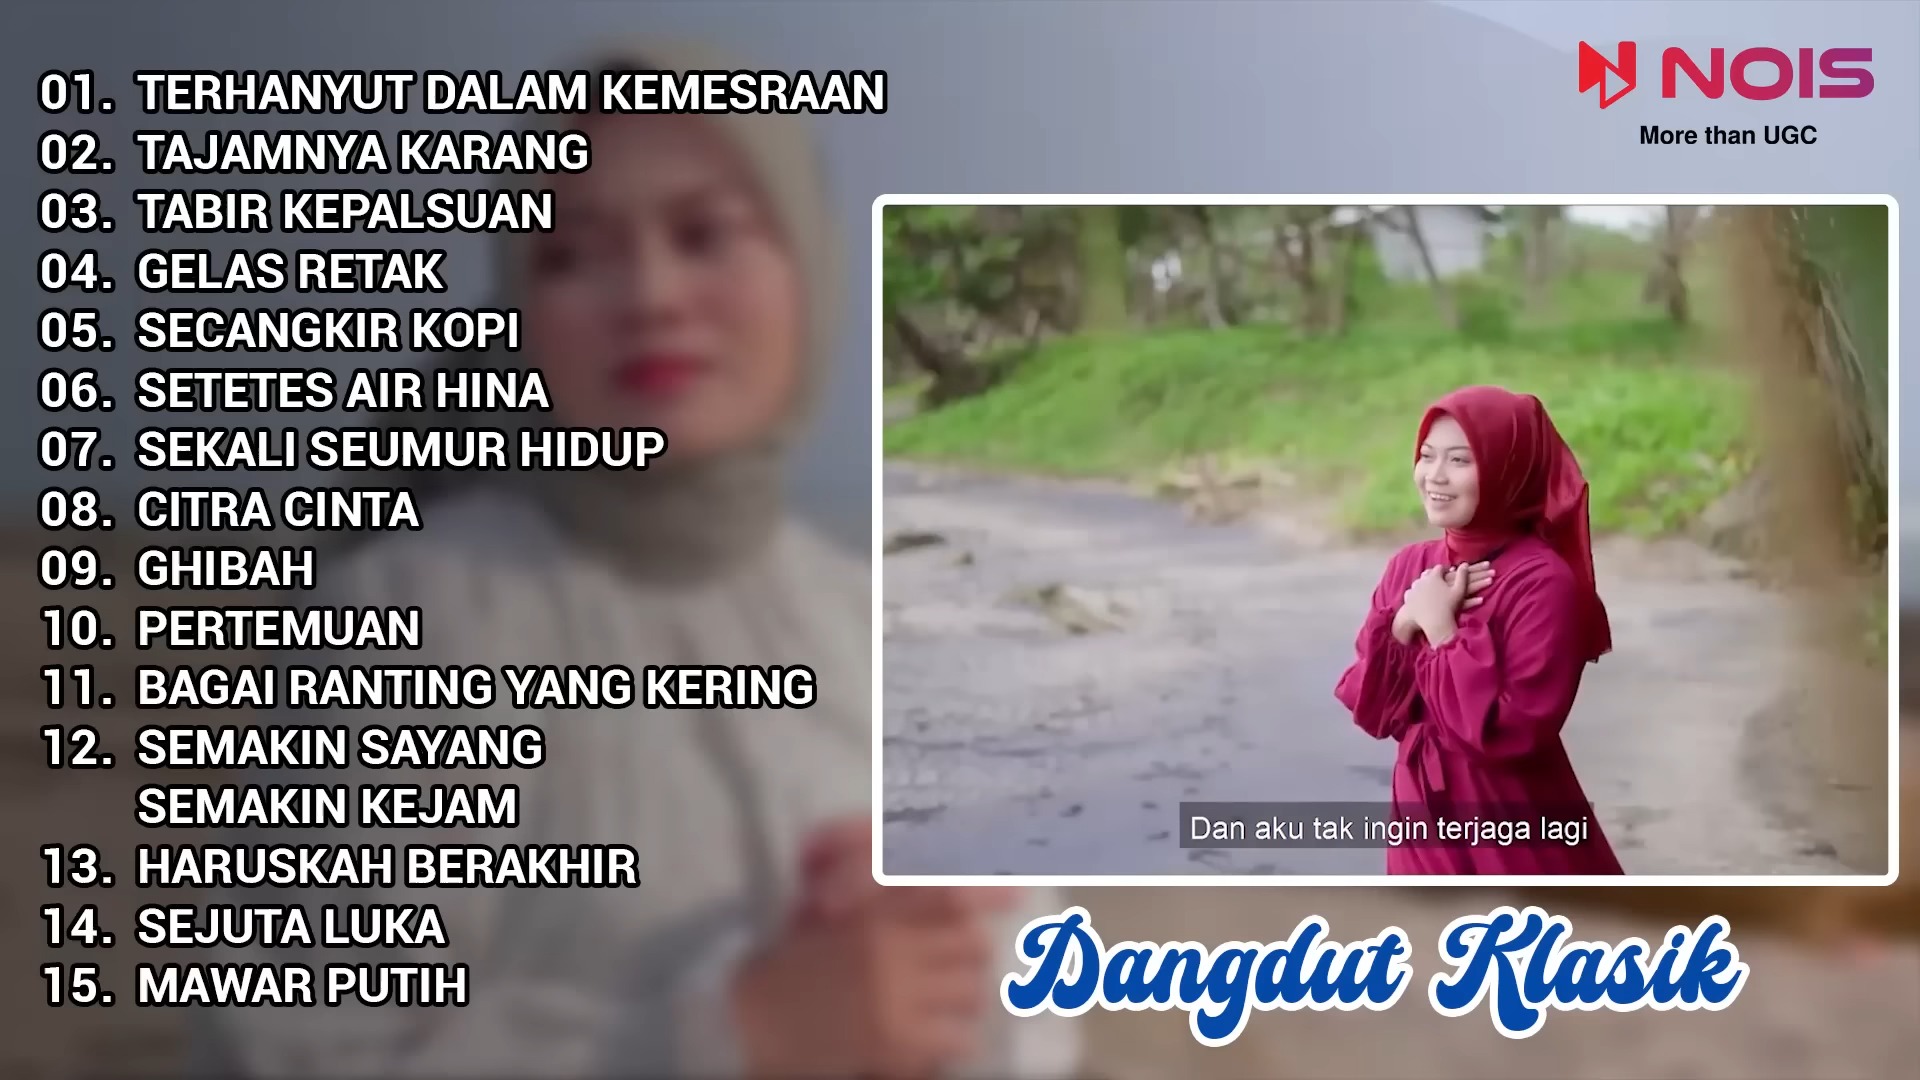 01. TERHANYUT DALAM KEMESRAAN
02. TAJAMNYA KARANG
03. TABIR KEPALSUAN
04. GELAS RETAK
05. SECANGKIR KOPI
06. SETETES AIR HINA
07. SEKALI SEUMUR HIDUP
08. CITRA CINTA
09. GHIBAH
10. PERTEMUAN
11. BAGAI RANTING YANG KERING
12. SEMAKIN SAYANG
SEMAKIN KEJAM
13. HARUSKAH BERAKHIR
14. SEJUTA LUKA
15. MAWAR PUTIH
NOIS
More than UGC
Dan aku tak ingin terjaga lagi
Dangdut Klasik